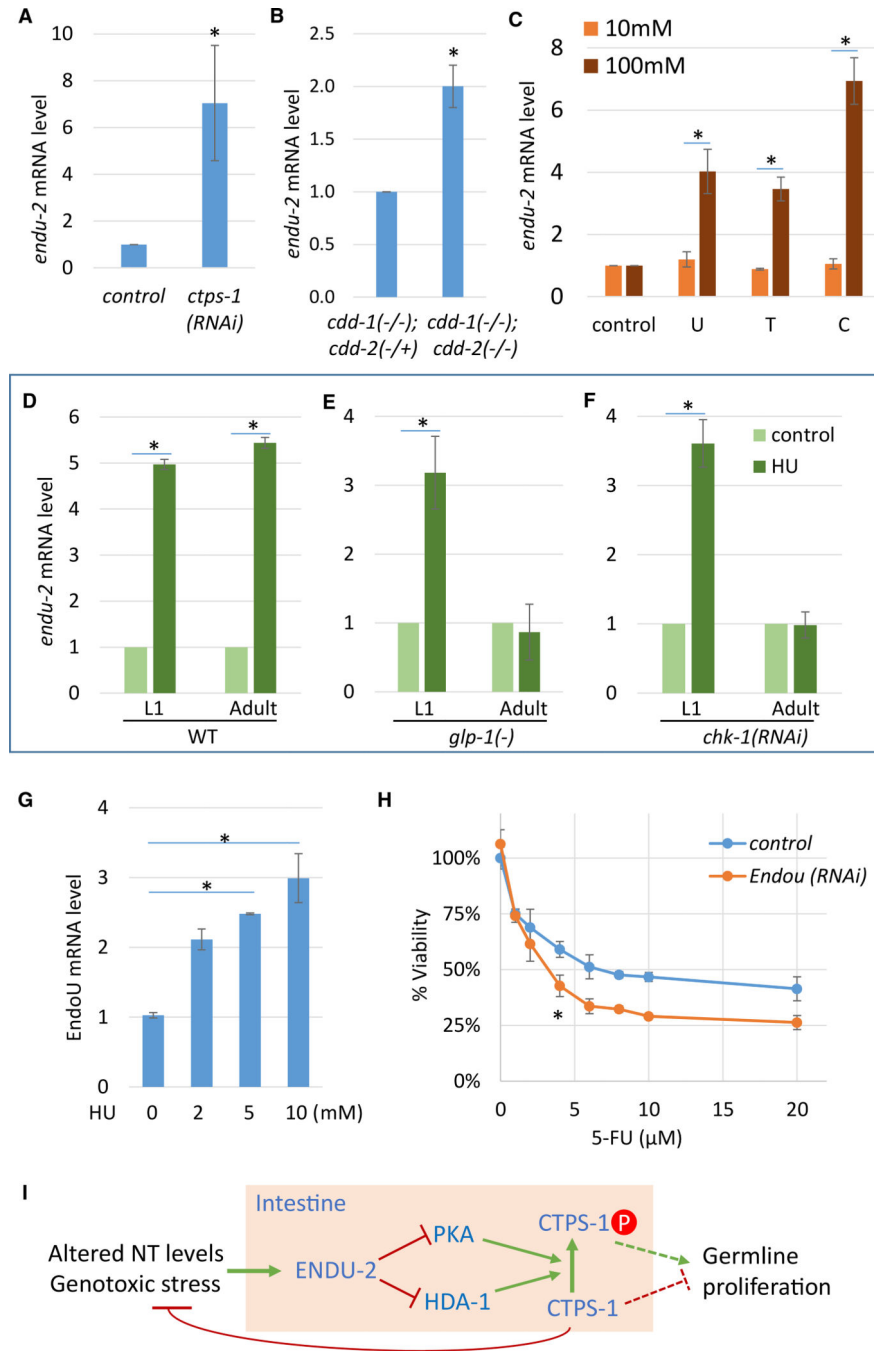 A
endu-2 mRNA level
10
8
6
4
2
0
*
control
ctps-1
(RNAi)
B
endu-2 mRNA level
2.5
2.0
1.5
1.0
0.5
0.0
*
cdd-1(-/-); cdd-1(-/-);
cdd-2(-/+) cdd-2(-/-)
C
10mM
100mM
endu-2 mRNA level
8
6
4
2
0
*
*
*
control U T C
D
endu-2 mRNA level
6
5
4
3
2
1
0
*
*
L1 Adult
WT
E
4
3
2
1
0
*
L1 Adult
glp-1(-)
F
4
3
2
1
0
*
control
HU
L1 Adult
chk-1(RNAi)
G
EndoU mRNA level
4
3
2
1
0
*
*
HU 0 2 5 10 (mM)
H
% Viability
100%
75%
50%
25%
0%
control
Endou (RNAi)
*
0 5 10 15 20
5-FU (µM)
I
Intestine
Altered NT levels
Genotoxic stress
ENDU-2
PKA
HDA-1
CTPS-1 P
CTPS-1
Germline
proliferation